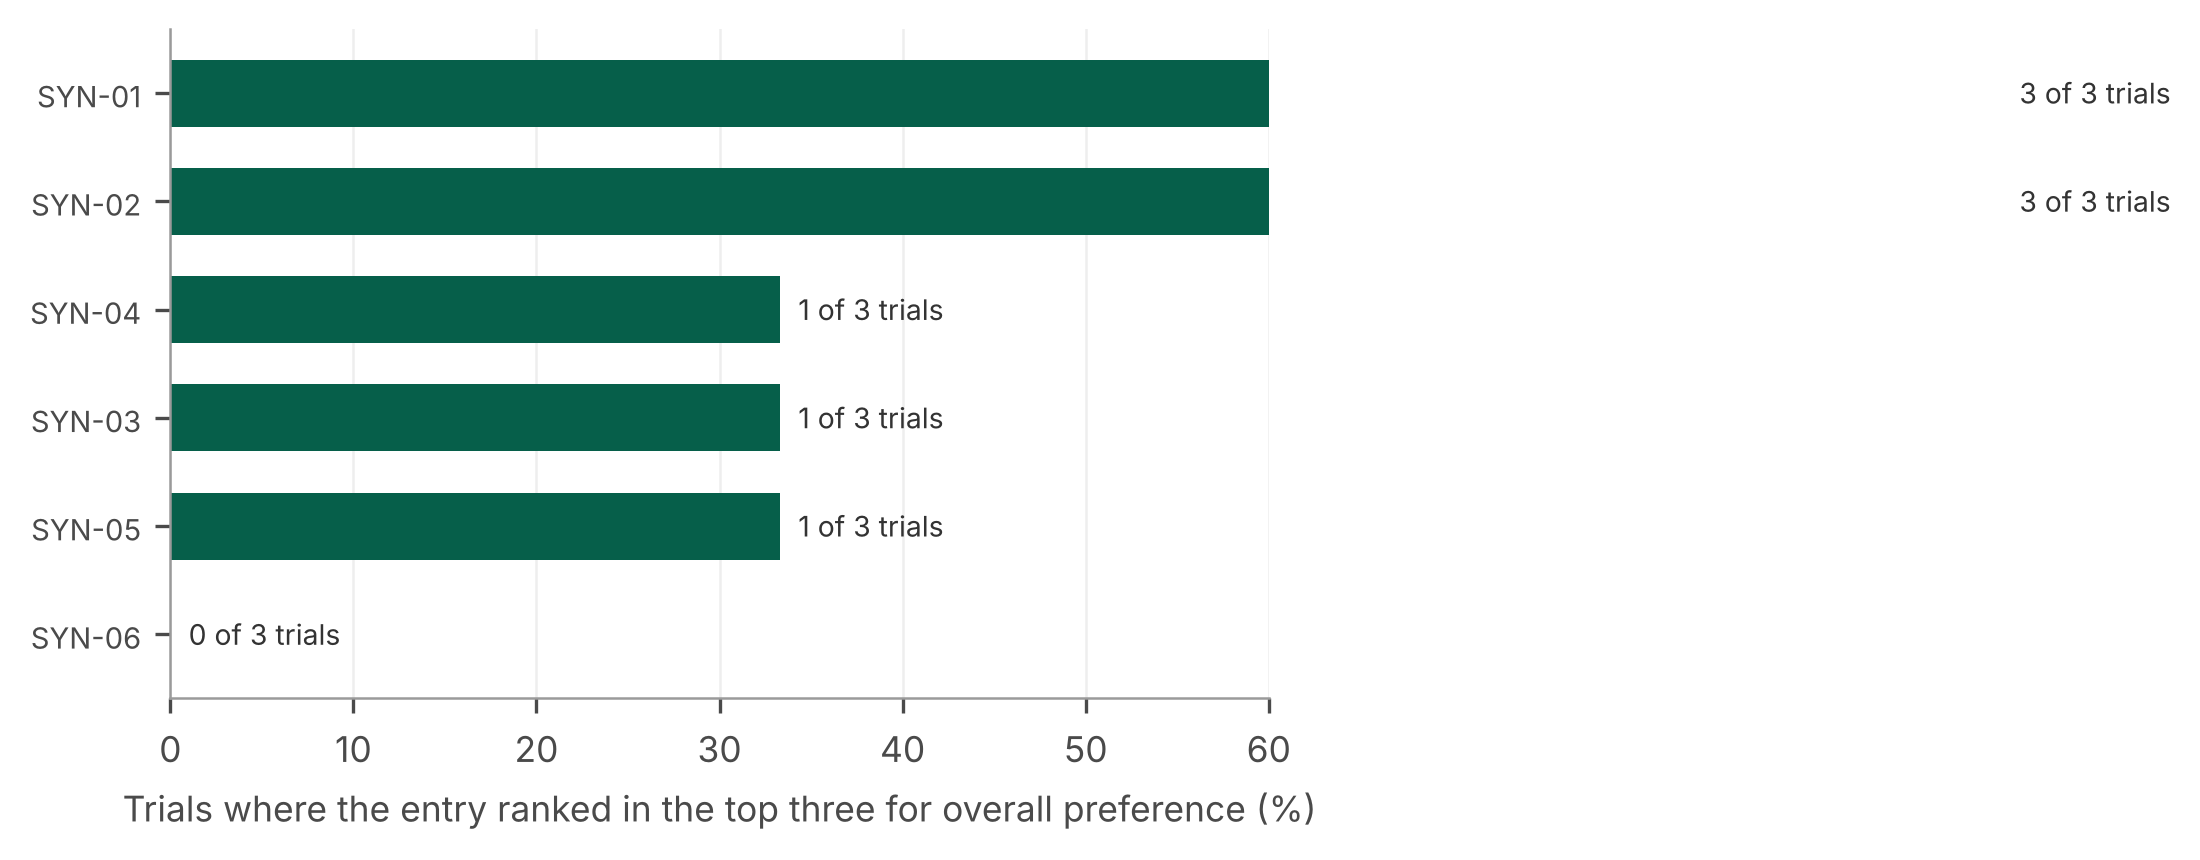 SYN-01 3 of 3 trials
SYN-02 3 of 3 trials
SYN-04 1 of 3 trials
SYN-03 1 of 3 trials
SYN-05 1 of 3 trials
SYN-06 0 of 3 trials
0 10 20 30 40 50 60
Trials where the entry ranked in the top three for overall preference (%)